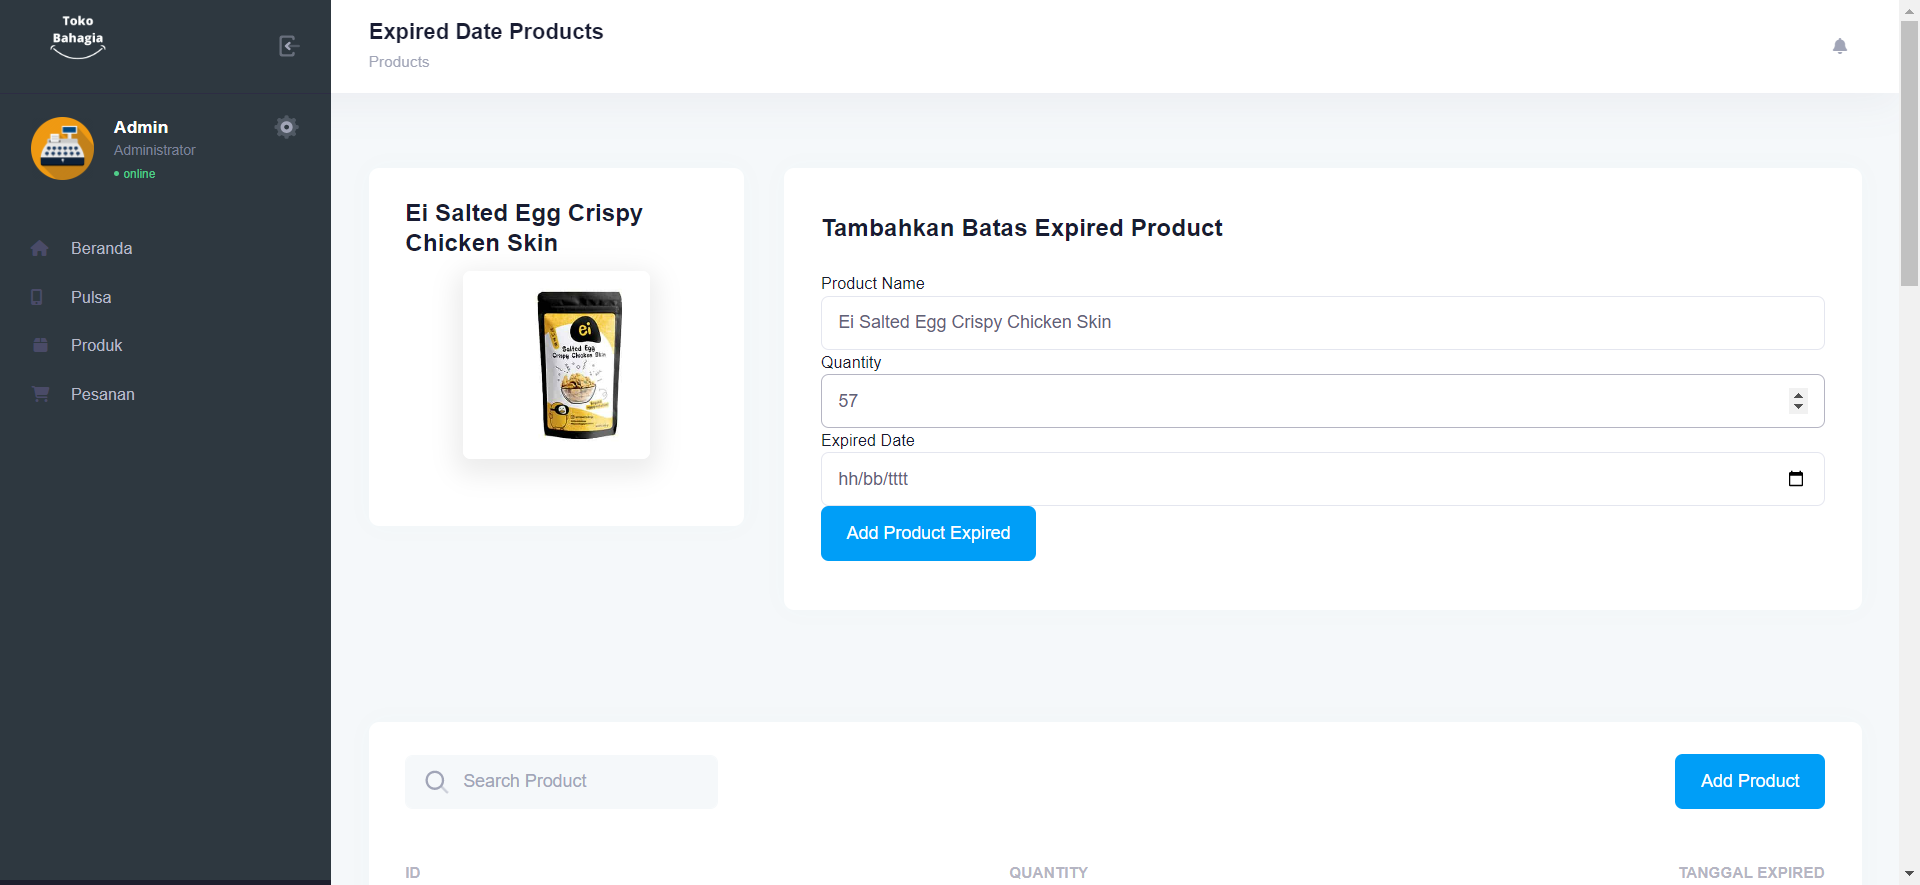 Toko
Bahagia
Expired Date Products
Products
Admin
Administrator
online
Beranda
Pulsa
Produk
Pesanan
Ei Salted Egg Crispy
Chicken Skin
ei
Salted Egg
Crispy Chicken Skin
Tambahkan Batas Expired Product
Product Name
Ei Salted Egg Crispy Chicken Skin
Quantity
57
Expired Date
hh/bb/tttt
Add Product Expired
Search Product
Add Product
ID
QUANTITY
TANGGAL EXPIRED